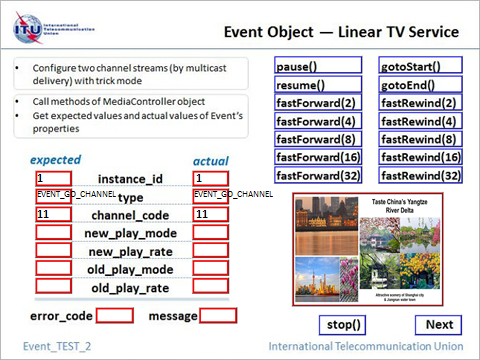 International
Telecommunication
Union
Event Object — Linear TV Service
• Configure two channel streams (by multicast
delivery) with trick mode
• Call methods of MediaController object
• Get expected values and actual values of Event's
properties
pause() gotoStart()
resume() gotoEnd()
fastForward(2) fastRewind(2)
fastForward(4) fastRewind(4)
fastForward(8) fastRewind(8)
fastForward(16) fastRewind(16)
fastForward(32) fastRewind(32)
expected actual
1 instance_id 1
EVENT_GO_CHANNEL type EVENT_GO_CHANNEL
11 channel_code 11
new_play_mode
new_play_rate
old_play_mode
old_play_rate
error_code message
Taste China's Yangtze
River Delta
Attractive scenery of Shanghai city
& Jiangnan water town
stop() Next
Event_TEST_2 International Telecommunication Union